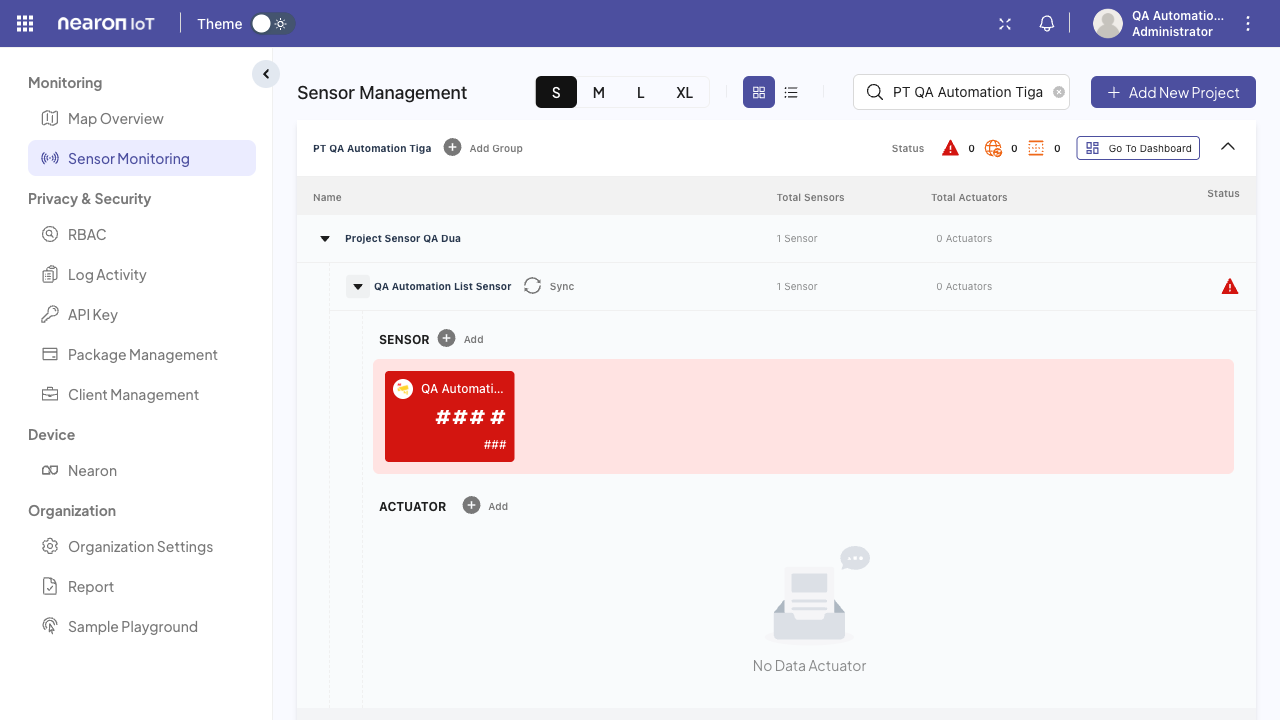 nearon IoT
Theme
QA Automatio...
Administrator
Monitoring
Map Overview
Sensor Monitoring
Privacy & Security
RBAC
Log Activity
API Key
Package Management
Client Management
Device
Nearon
Organization
Organization Settings
Report
Sample Playground
Sensor Management
S M L XL
PT QA Automation Tiga
Add New Project
PT QA Automation Tiga Add Group
Status 0 0 0 Go To Dashboard
Name Total Sensors Total Actuators Status
Project Sensor QA Dua 1 Sensor 0 Actuators
QA Automation List Sensor Sync 1 Sensor 0 Actuators
SENSOR Add
QA Automati...
####
###
ACTUATOR Add
No Data Actuator